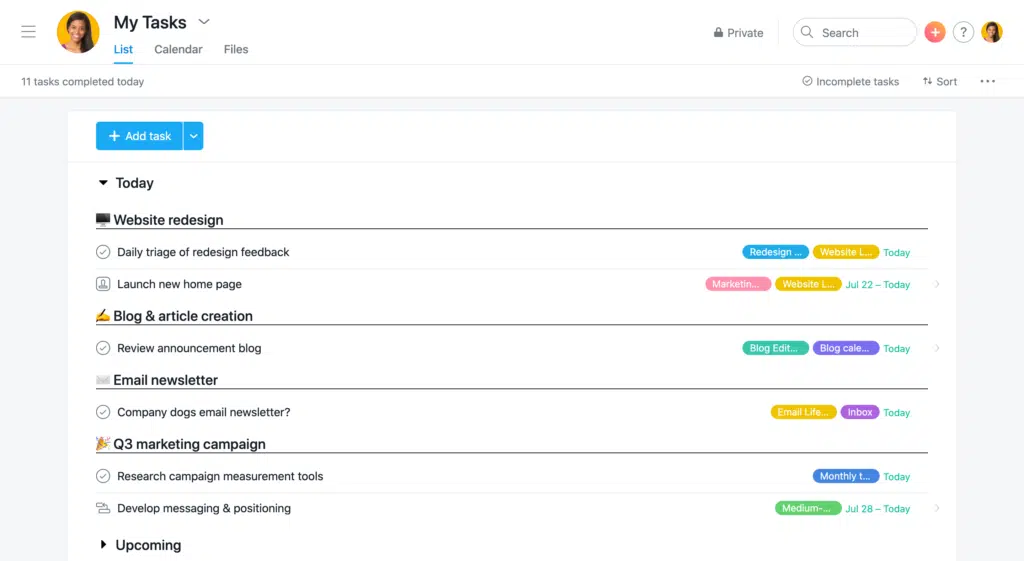 My Tasks
List Calendar Files
Private
Search
?
11 tasks completed today
Incomplete tasks
Sort
Add task
Today
Website redesign
Daily triage of redesign feedback Redesign ... Website L... Today
Launch new home page Marketin... Website L... Jul 22 – Today
Blog & article creation
Review announcement blog Blog Edit... Blog cale... Today
Email newsletter
Company dogs email newsletter? Email Life... Inbox Today
Q3 marketing campaign
Research campaign measurement tools Monthly t... Today
Develop messaging & positioning Medium-... Jul 28 – Today
Upcoming